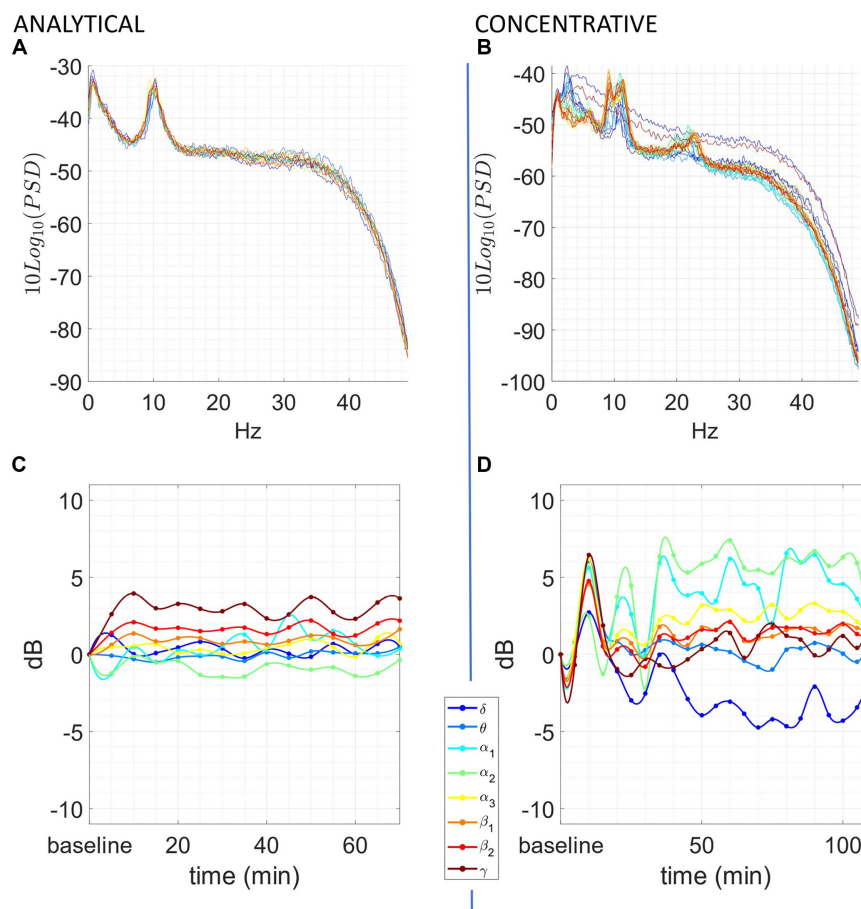 ANALYTICAL
CONCENTRATIVE
A
-30
-40
-50
-60
-70
-80
-90
10Log10(PSD)
0 10 20 30 40
Hz
B
-40
-50
-60
-70
-80
-90
-100
10Log10(PSD)
0 10 20 30 40
Hz
C
10
5
0
-5
-10
dB
baseline 20 40 60
time (min)
δ
θ
α1
α2
α3
β1
β2
γ
D
10
5
0
-5
-10
dB
baseline 50 100
time (min)